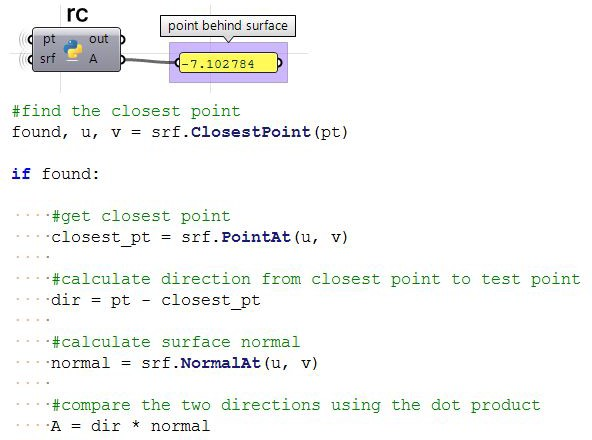 rc
point behind surface
pt out
srf A
-7.102784
#find the closest point
found, u, v = srf.ClosestPoint(pt)
if found:
#get closest point
closest_pt = srf.PointAt(u, v)
#calculate direction from closest point to test point
dir = pt - closest_pt
#calculate surface normal
normal = srf.NormalAt(u, v)
#compare the two directions using the dot product
A = dir * normal